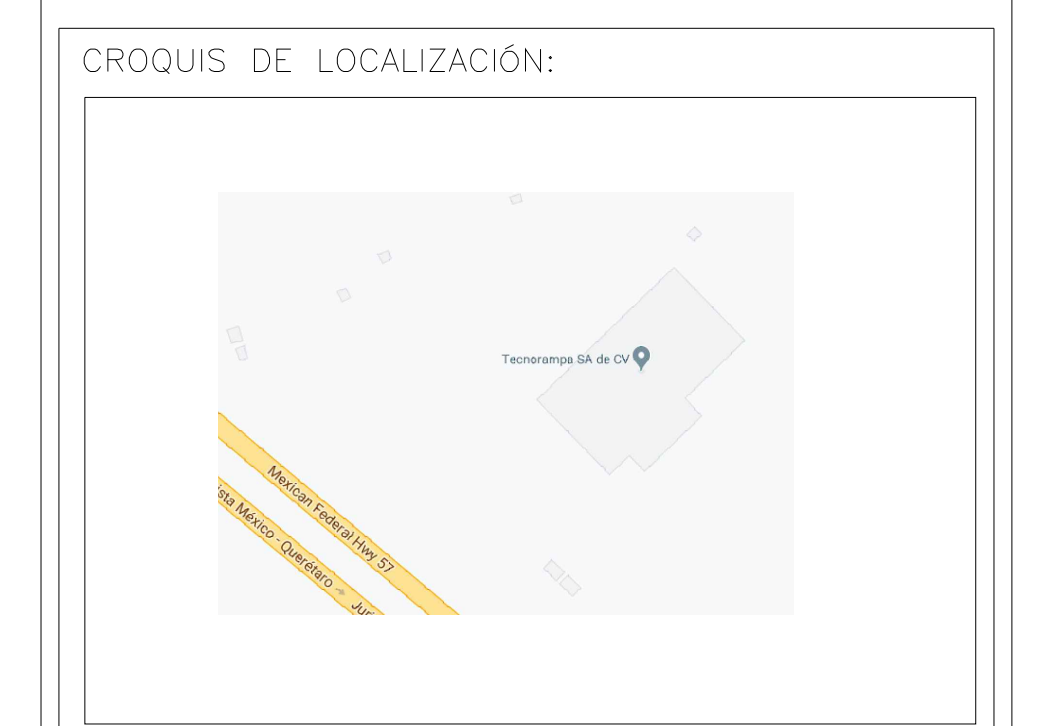 CROQUIS DE LOCALIZACIÓN:
Tecnorampa SA de CV
Mexican Federal Hwy 57
ista México - Querétaro